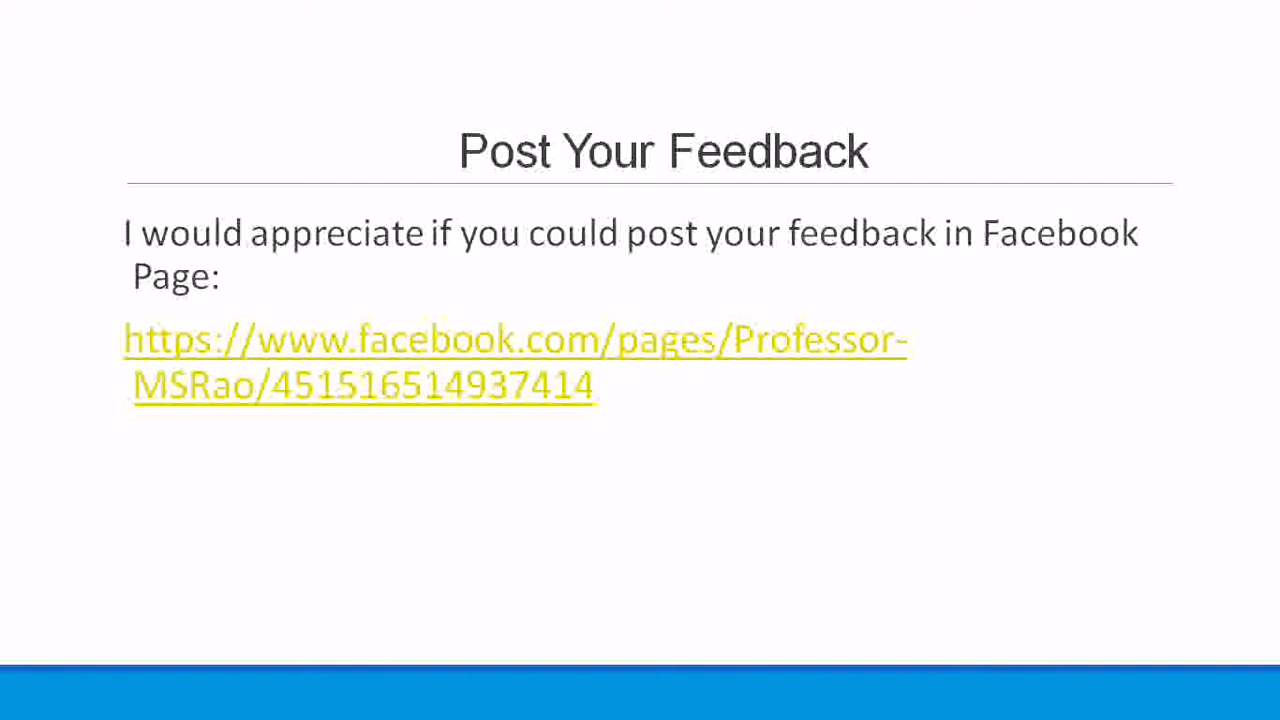 Post Your Feedback
I would appreciate if you could post your feedback in Facebook
Page:
https://www.facebook.com/pages/Professor-
MSRao/451516514937414